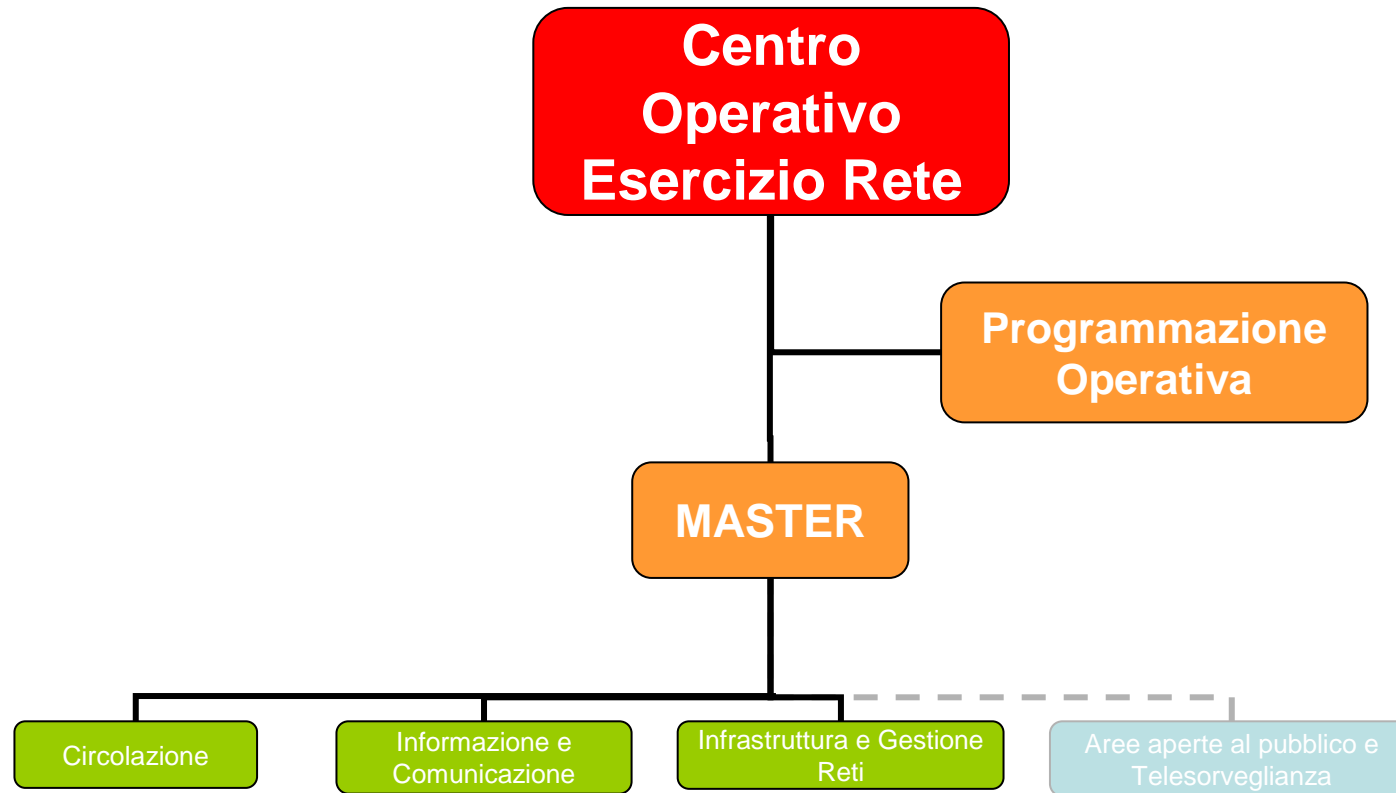 Centro
Operativo
Esercizio Rete
Programmazione
Operativa
MASTER
Circolazione
Informazione e
Comunicazione
Infrastruttura e Gestione
Reti
Aree aperte al pubblico e
Telesorveglianza